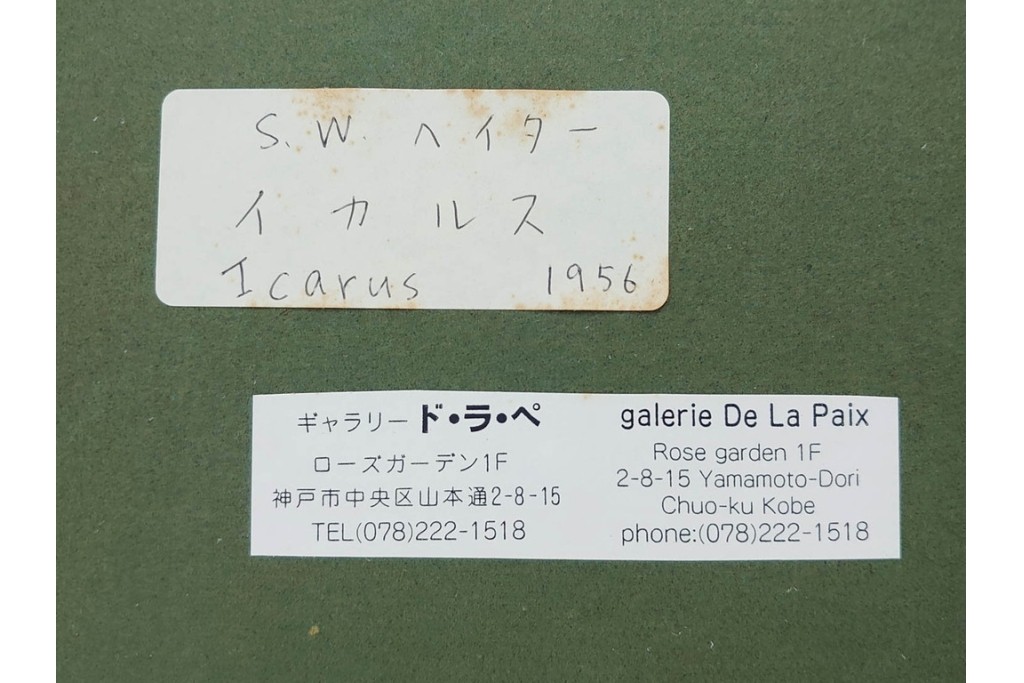 S.W. ヘイター
イカルス
Icarus 1956
ギャラリー ド・ラ・ペ
ローズガーデン1F
神戸市中央区山本通2-8-15
TEL(078)222-1518
galerie De La Paix
Rose garden 1F
2-8-15 Yamamoto-Dori
Chuo-ku Kobe
phone:(078)222-1518